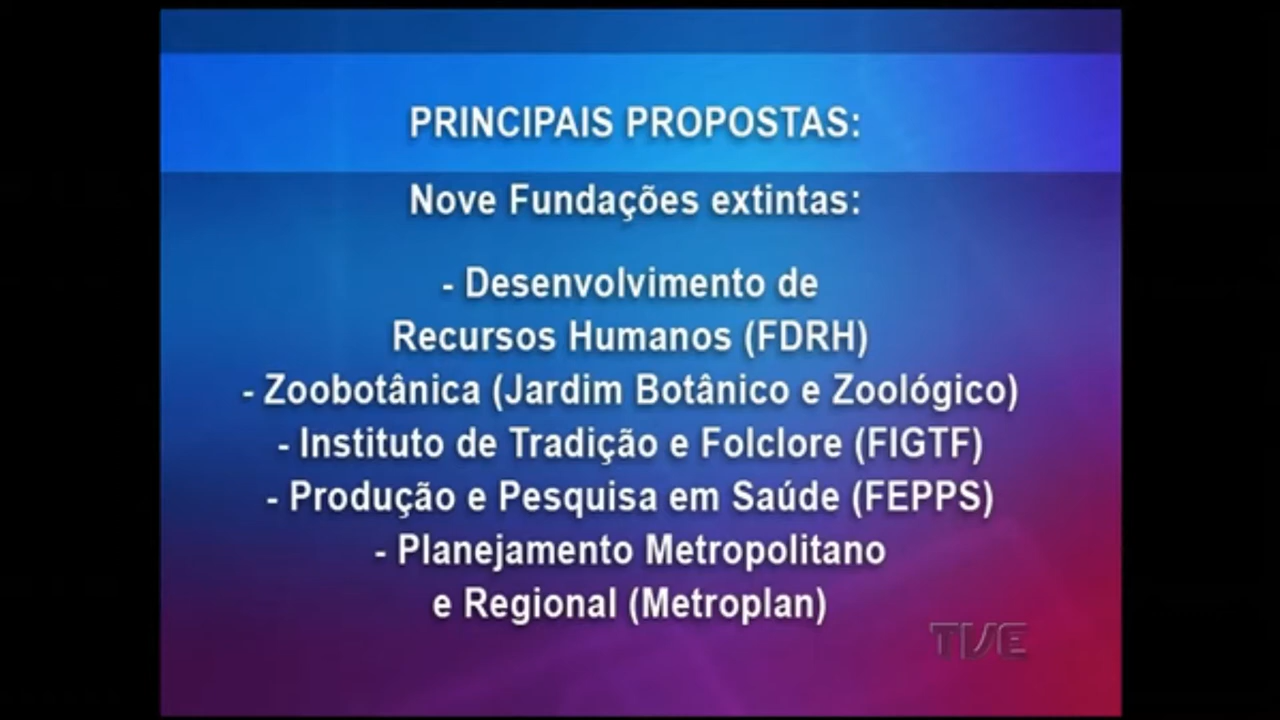 PRINCIPAIS PROPOSTAS:
Nove Fundações extintas:
- Desenvolvimento de
Recursos Humanos (FDRH)
- Zoobotânica (Jardim Botânico e Zoológico)
- Instituto de Tradição e Folclore (FIGTF)
- Produção e Pesquisa em Saúde (FEPPS)
- Planejamento Metropolitano
e Regional (Metroplan)
TVE